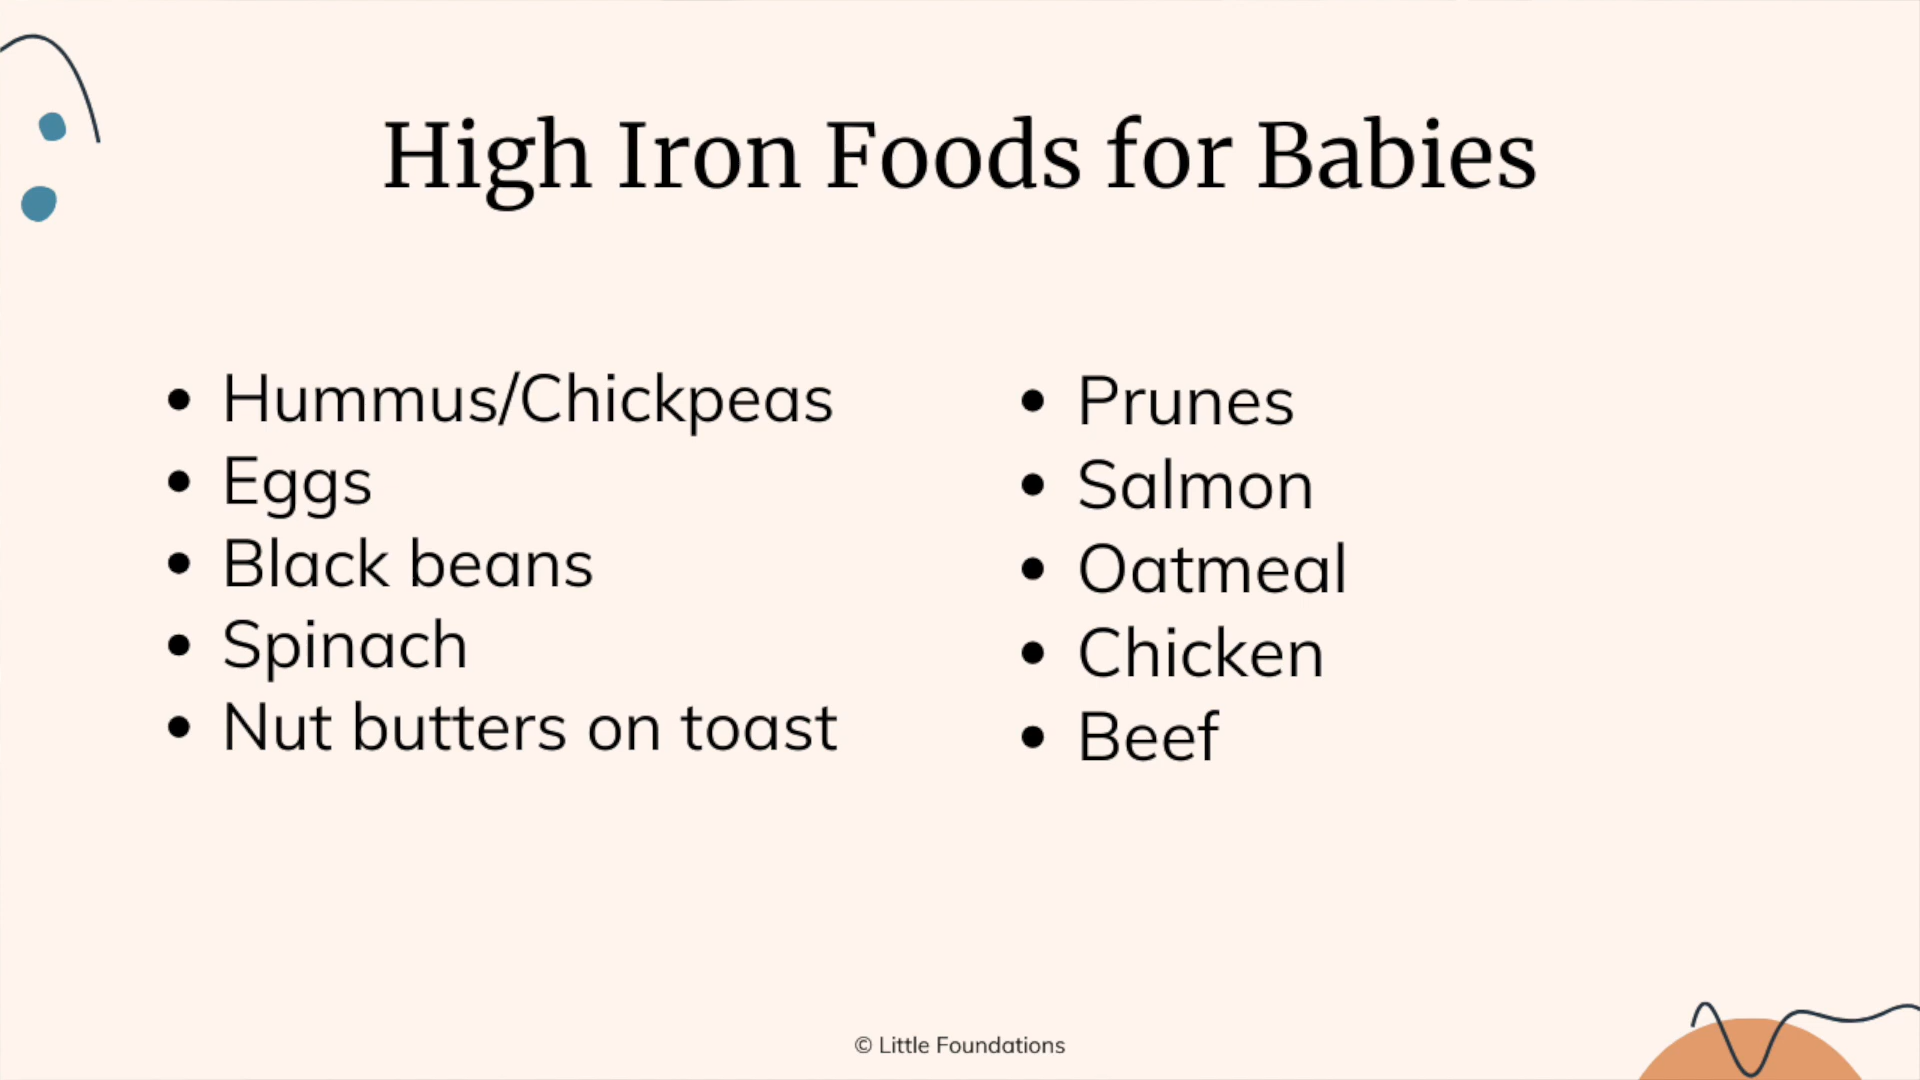 High Iron Foods for Babies
• Hummus/Chickpeas
• Eggs
• Black beans
• Spinach
• Nut butters on toast
• Prunes
• Salmon
• Oatmeal
• Chicken
• Beef
© Little Foundations